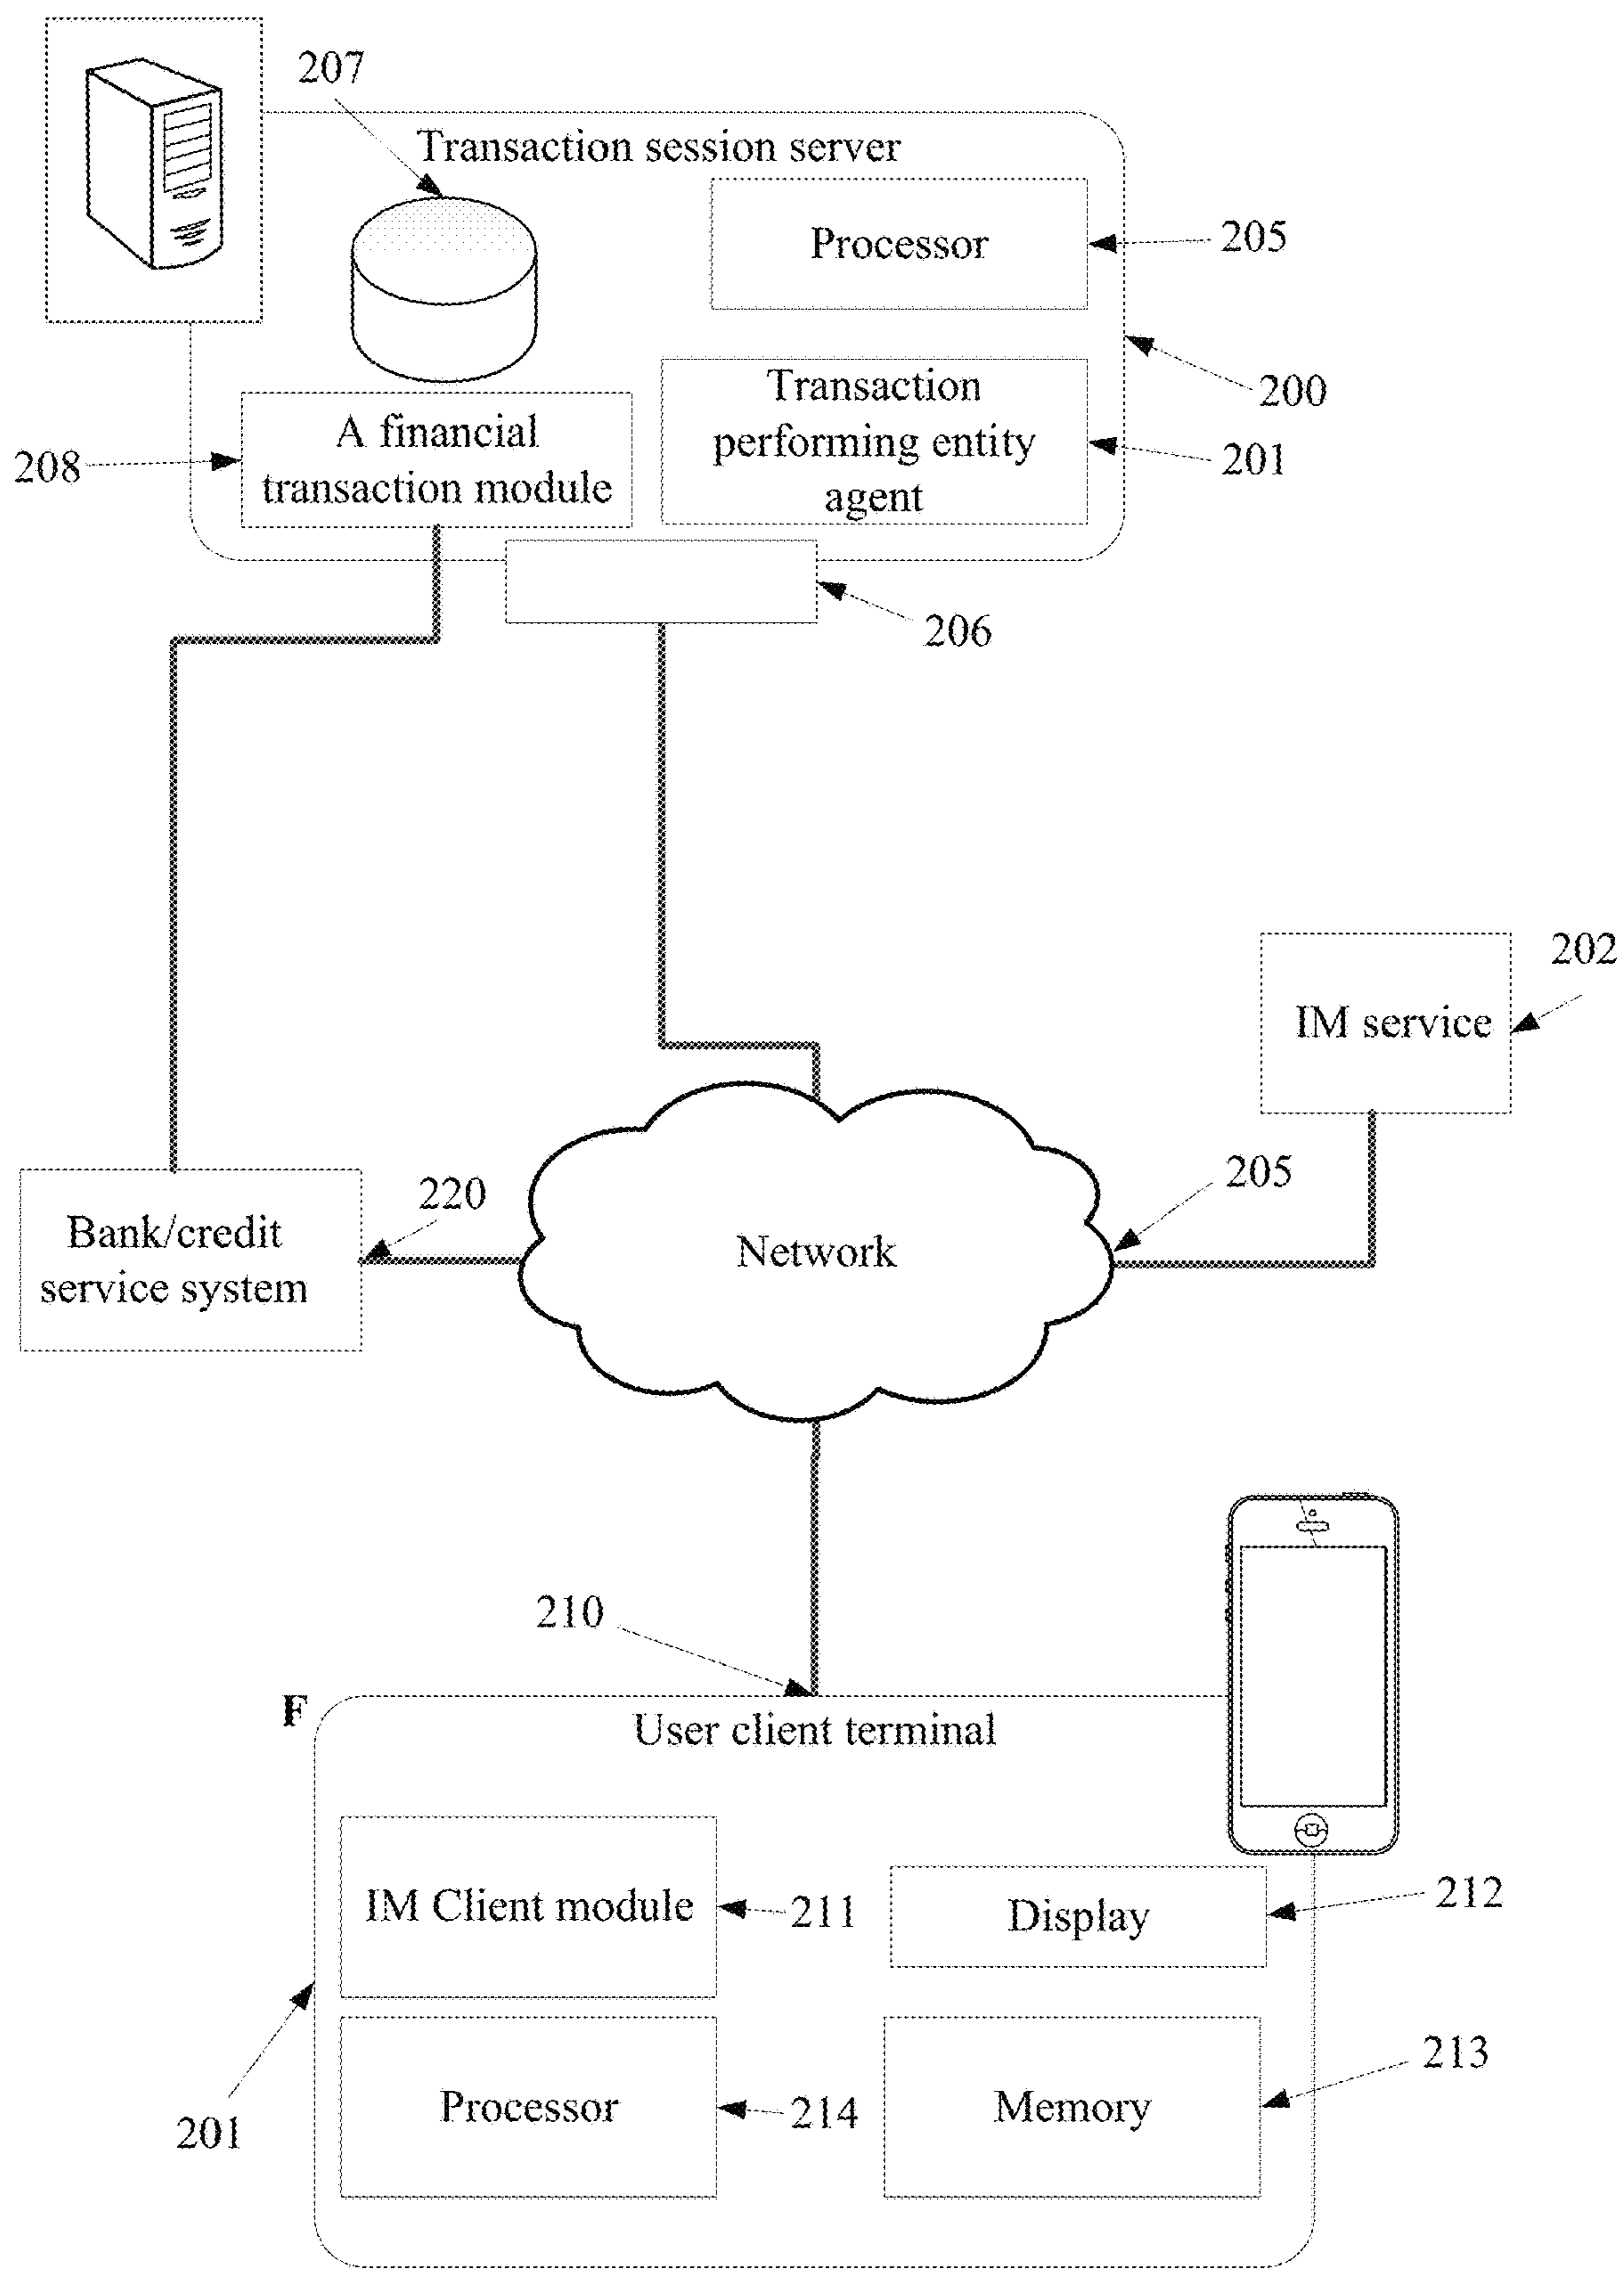 207
Transaction session server
Processor
205
200
A financial
transaction module
208
Transaction
performing entity
agent
201
206
202
IM service
205
220
Bank/credit
service system
Network
210
F
User client terminal
IM Client module
211
Display
212
201
Processor
214
Memory
213